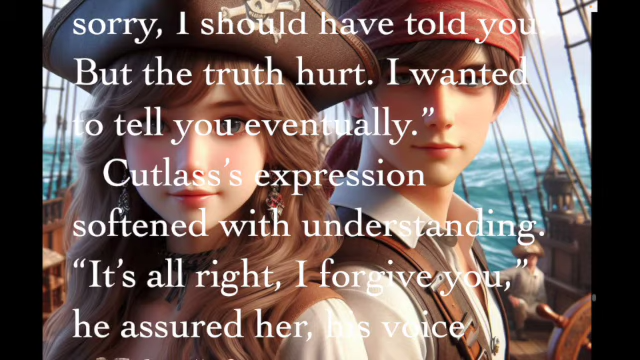 sorry, I should have told you.
But the truth hurt. I wanted
to tell you eventually.”
Cutlass’s expression
softened with understanding.
“It’s all right, I forgive you,”
he assured her, his voice